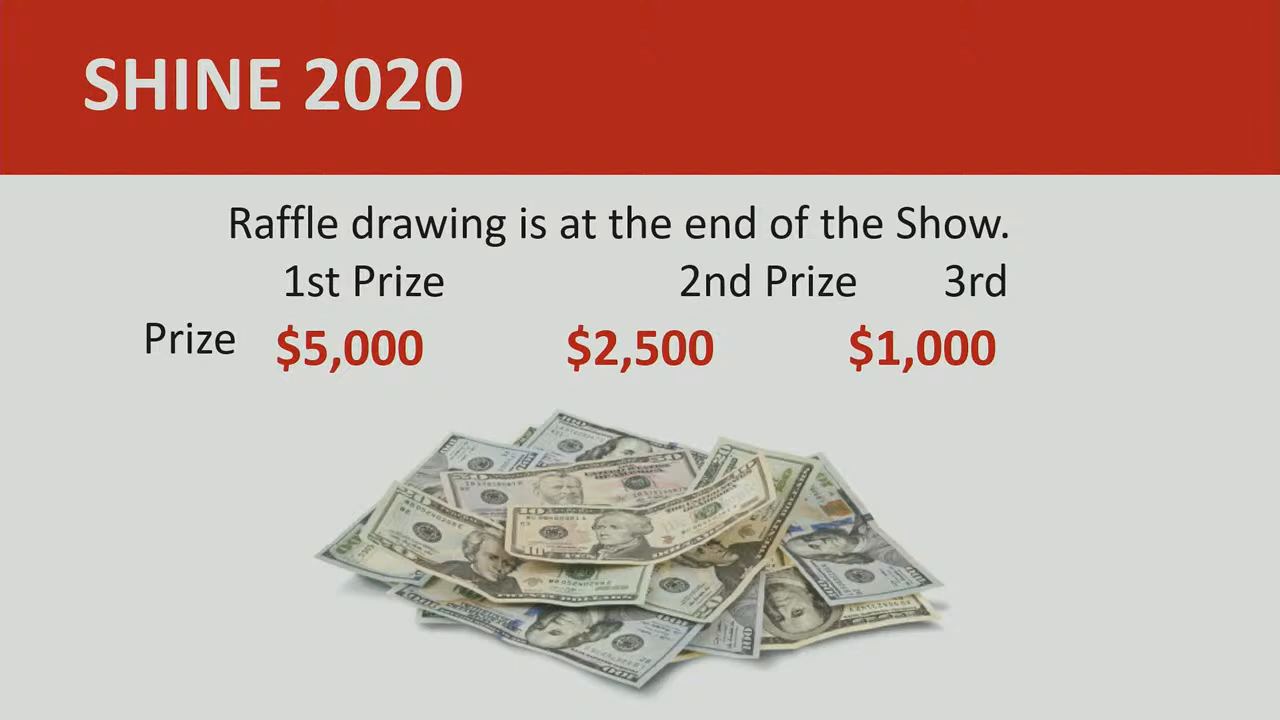 SHINE 2020
Raffle drawing is at the end of the Show.
1st Prize 2nd Prize 3rd
Prize $5,000 $2,500 $1,000